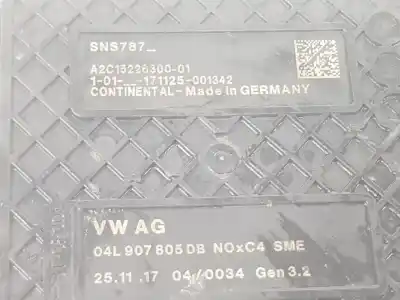 SNS787_
A2C15226300-01
1-01-__-171125-001342
CONTINENTAL-Made in GERMANY
VW AG
04L 907 805 DB NOxC4 SME
25.11.17 04/0034 Gen 3.2